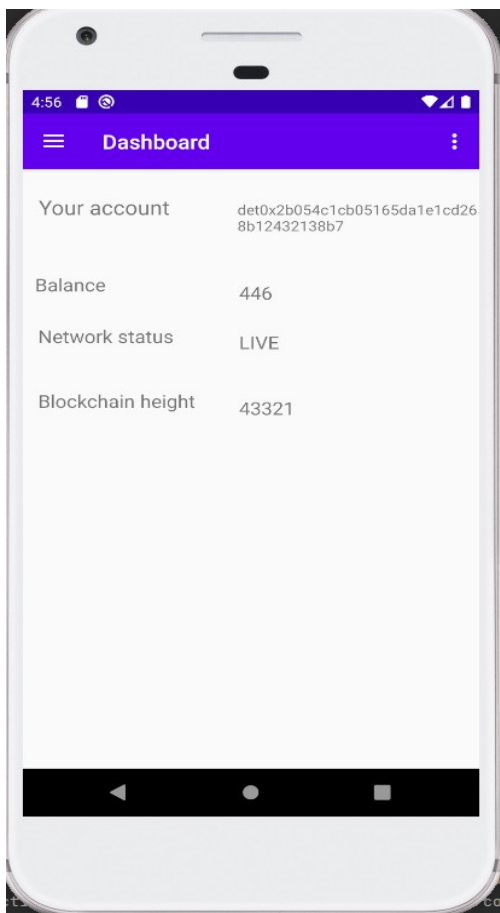 4:56
Dashboard
Your account
det0x2b054c1cb05165da1e1cd26
8b12432138b7
Balance
446
Network status
LIVE
Blockchain height
43321